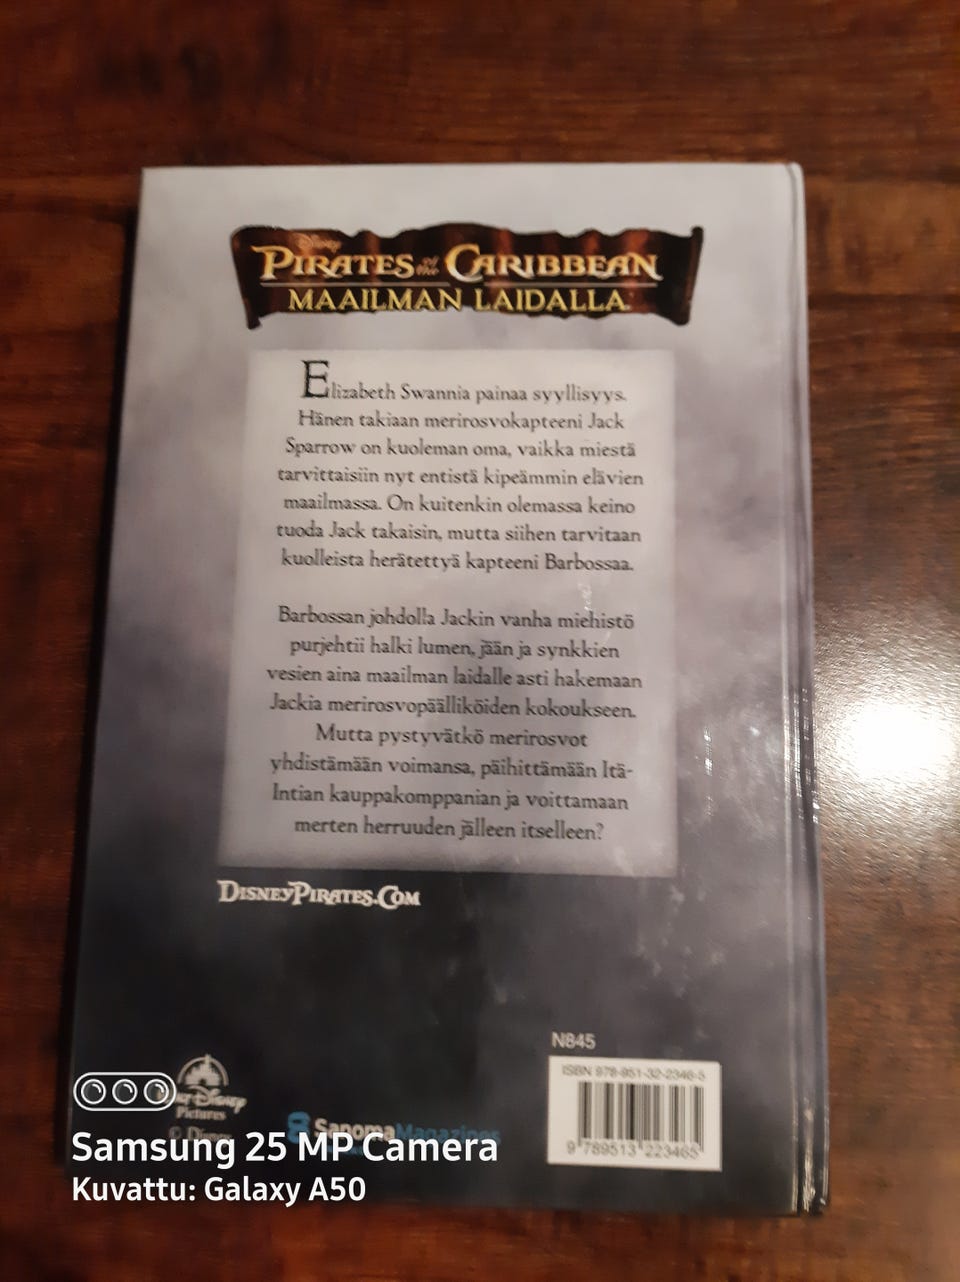 Disney
PIRATES of the CARIBBEAN
MAAILMAN LAIDALLA
Elizabeth Swannia painaa syyllisyys.
Hänen takiaan merirosvokapteeni Jack
Sparrow on kuoleman oma, vaikka miestä
tarvittaisiin nyt entistä kipeämmin elävien
maailmassa. On kuitenkin olemassa keino
tuoda Jack takaisin, mutta siihen tarvitaan
kuolleista herätettyä kapteeni Barbossaa.
Barbossan johdolla Jackin vanha miehistö
purjehtii halki lumen, jään ja synkkien
vesien aina maailman laidalle asti hakemaan
Jackia merirosvopäälliköiden kokoukseen.
Mutta pystyvätkö merirosvot
yhdistämään voimansa, päihittämään Itä-
Intian kauppakomppanian ja voittamaan
merten herruuden jälleen itselleen?
DISNEYPIRATES.COM
N845
ISBN 978-951-32-2346-5
9 789513 223465
Disney
Pictures
© Disney
SanomaMagazines
Samsung 25 MP Camera
Kuvattu: Galaxy A50